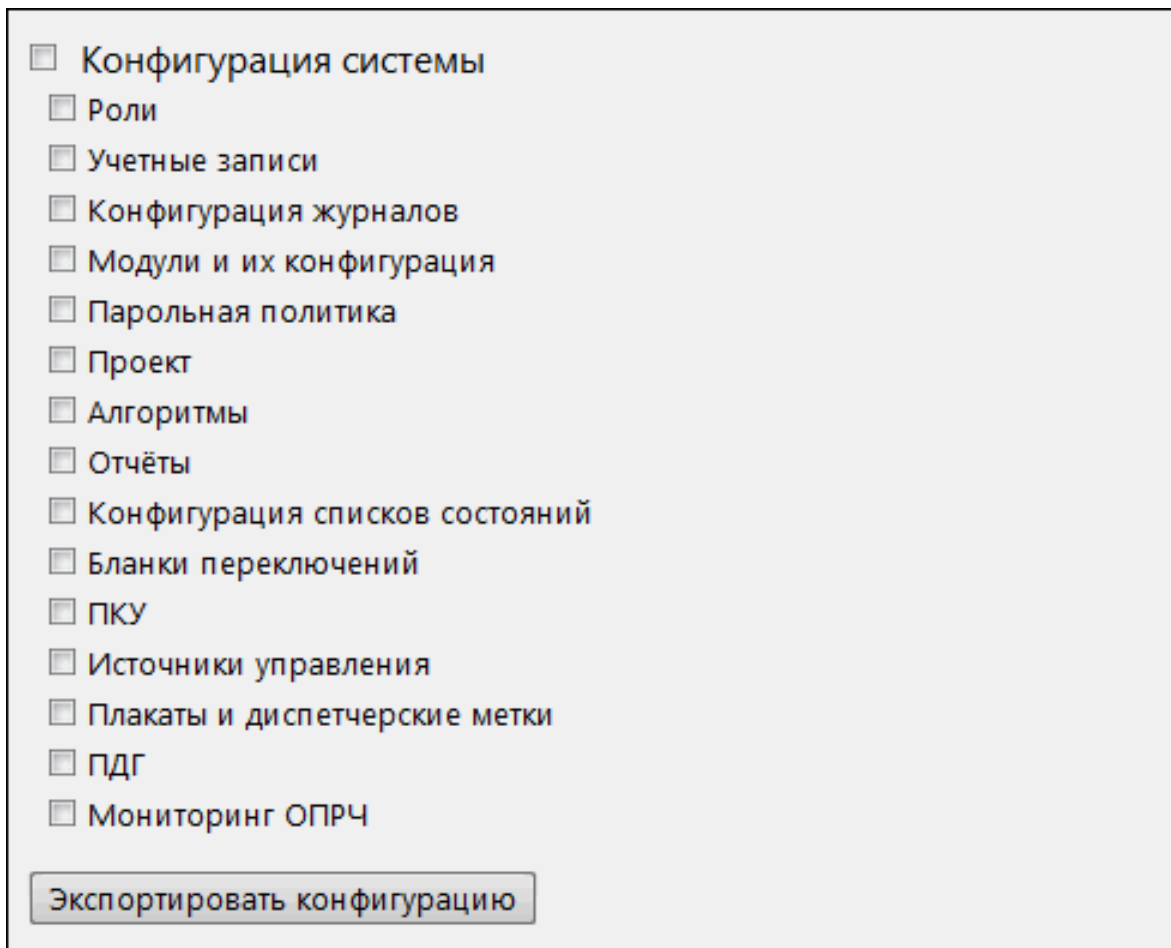 Конфигурация системы
Роли
Учетные записи
Конфигурация журналов
Модули и их конфигурация
Парольная политика
Проект
Алгоритмы
Отчёты
Конфигурация списков состояний
Бланки переключений
ПКУ
Источники управления
Плакаты и диспетчерские метки
ПДГ
Мониторинг ОПРЧ
Экспортировать конфигурацию